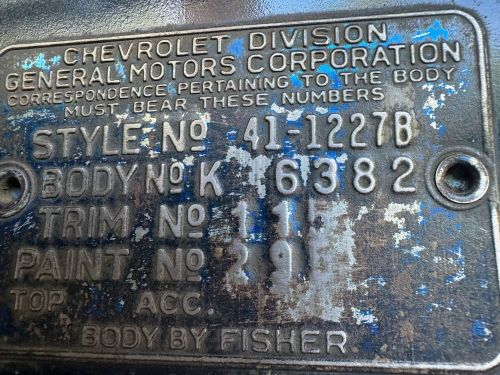 CHEVROLET DIVISION
GENERAL MOTORS CORPORATION
CORRESPONDENCE PERTAINING TO THE BODY
MUST BEAR THESE NUMBERS
STYLE No 41-1227B
BODY No K 6382
TRIM No
PAINT No
TOP ACC.
BODY BY FISHER